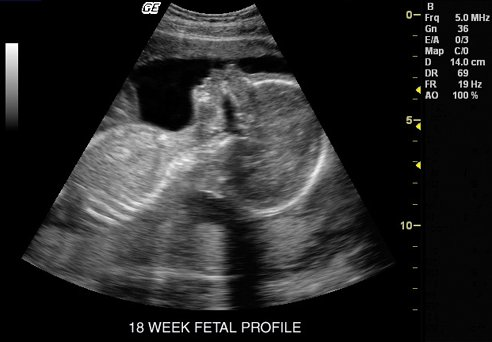 GE
B
Frq 5.0 MHz
Gn 36
E/A 0/3
Map C/0
D 14.0 cm
DR 69
FR 19 Hz
AO 100 %
0
5
10
18 WEEK FETAL PROFILE